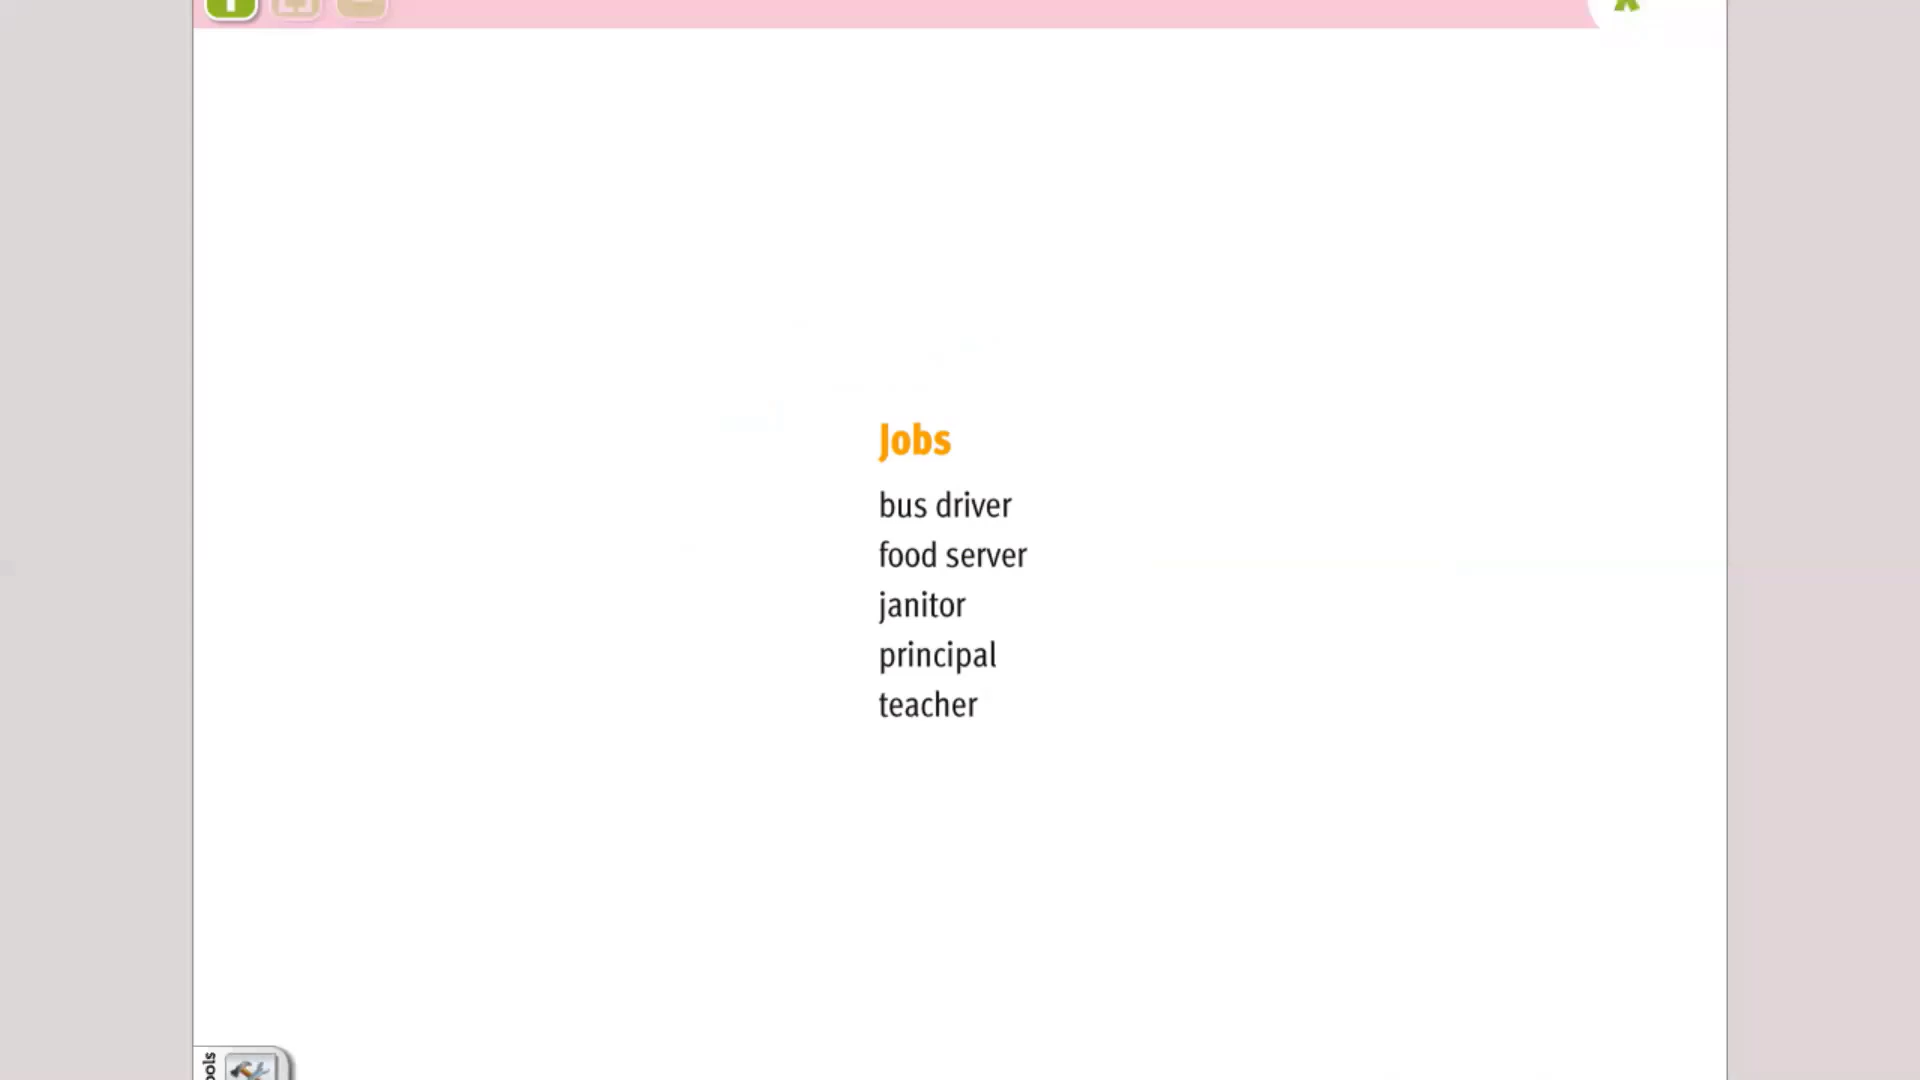 Jobs
bus driver
food server
janitor
principal
teacher